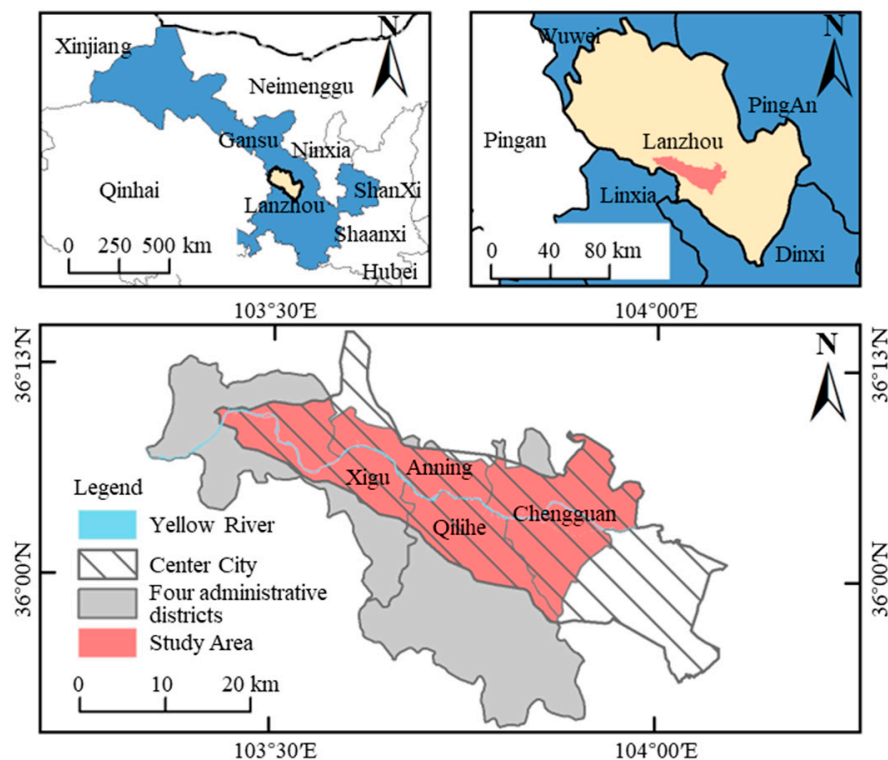 Xinjiang
N
Neimenggu
Gansu
Ninxia
Qinhai
Lanzhou
ShanXi
Shaanxi
Hubei
0 250 500 km
Wuwei
N
PingAn
Pingan
Lanzhou
Linxia
Dinxi
0 40 80 km
103°30′E 104°00′E
36°13′N
36°13′N
N
Anning
Xigu
Chengguan
Qilihe
Legend
Yellow River
Center City
Four administrative
districts
Study Area
36°00′N
36°00′N
0 10 20 km
103°30′E 104°00′E